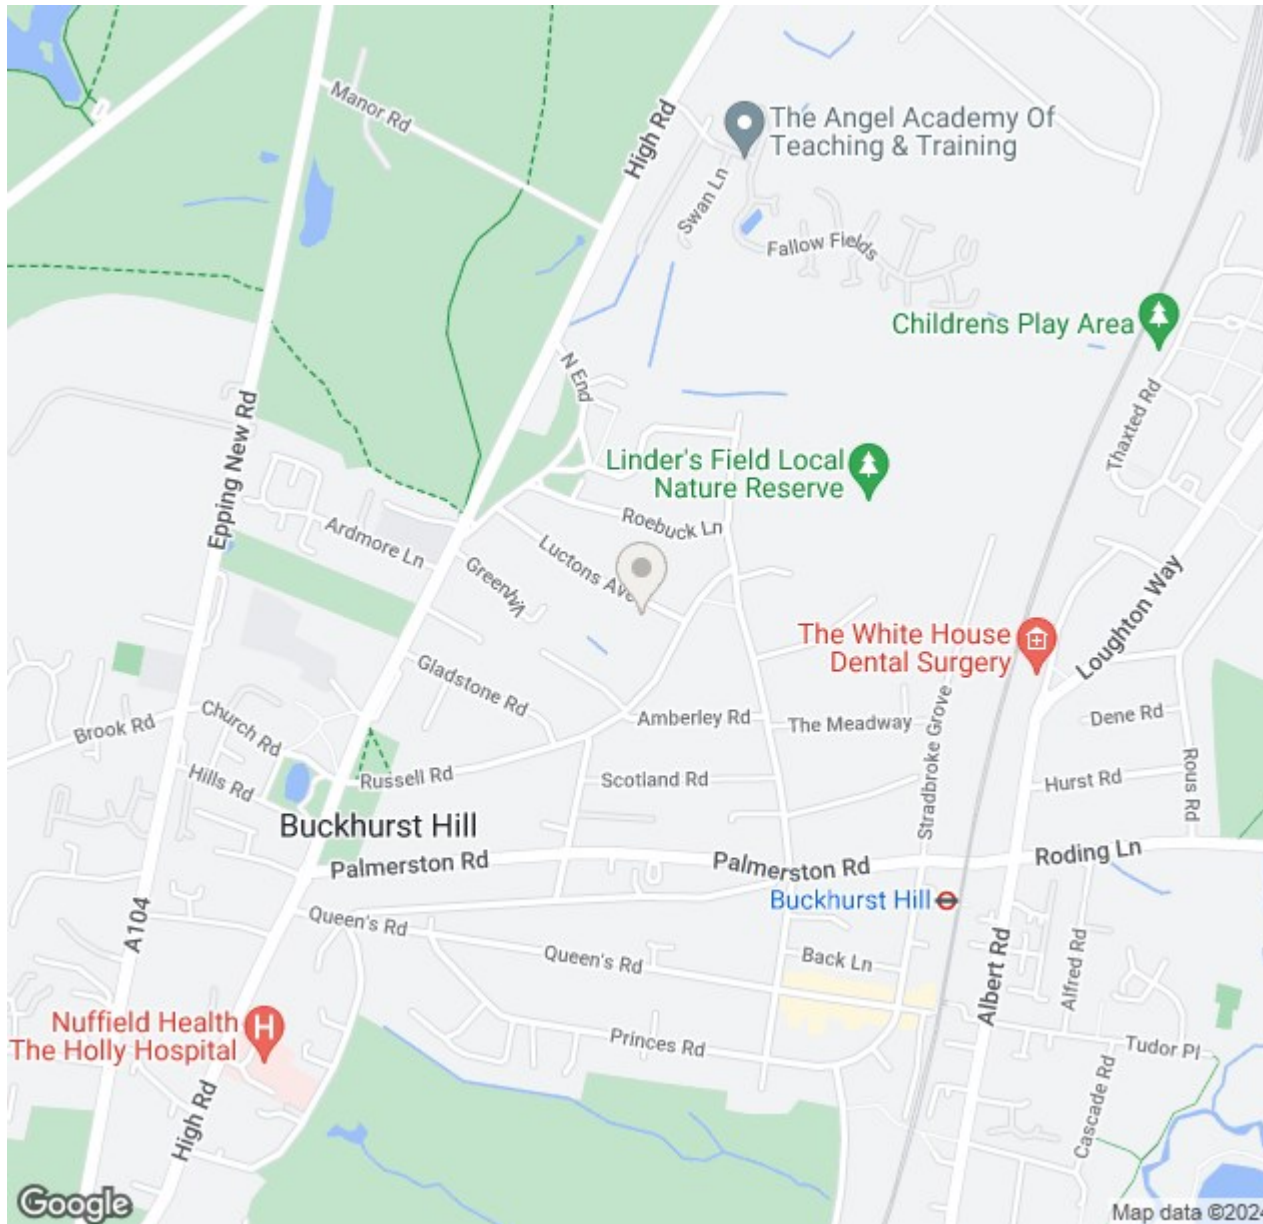 Manor Rd
High Rd
The Angel Academy Of
Teaching & Training
Swan Ln
Fallow Fields
Childrens Play Area
N End
Thaxted Rd
Epping New Rd
Linder's Field Local
Nature Reserve
Roebuck Ln
Ardmore Ln
Luctons Ave
Greenhill
Loughton Way
The White House
Dental Surgery
Gladstone Rd
Stradbroke Grove
Church Rd
Brook Rd
Amberley Rd
The Meadway
Dene Rd
Hills Rd
Russell Rd
Scotland Rd
Hurst Rd
Rous Rd
Buckhurst Hill
Palmerston Rd
Palmerston Rd
Roding Ln
Buckhurst Hill
A104
Queen's Rd
Queen's Rd
Back Ln
Albert Rd
Alfred Rd
Nuffield Health
The Holly Hospital
H
Princes Rd
Tudor Pl
Cascade Rd
High Rd
Google
Map data ©2024